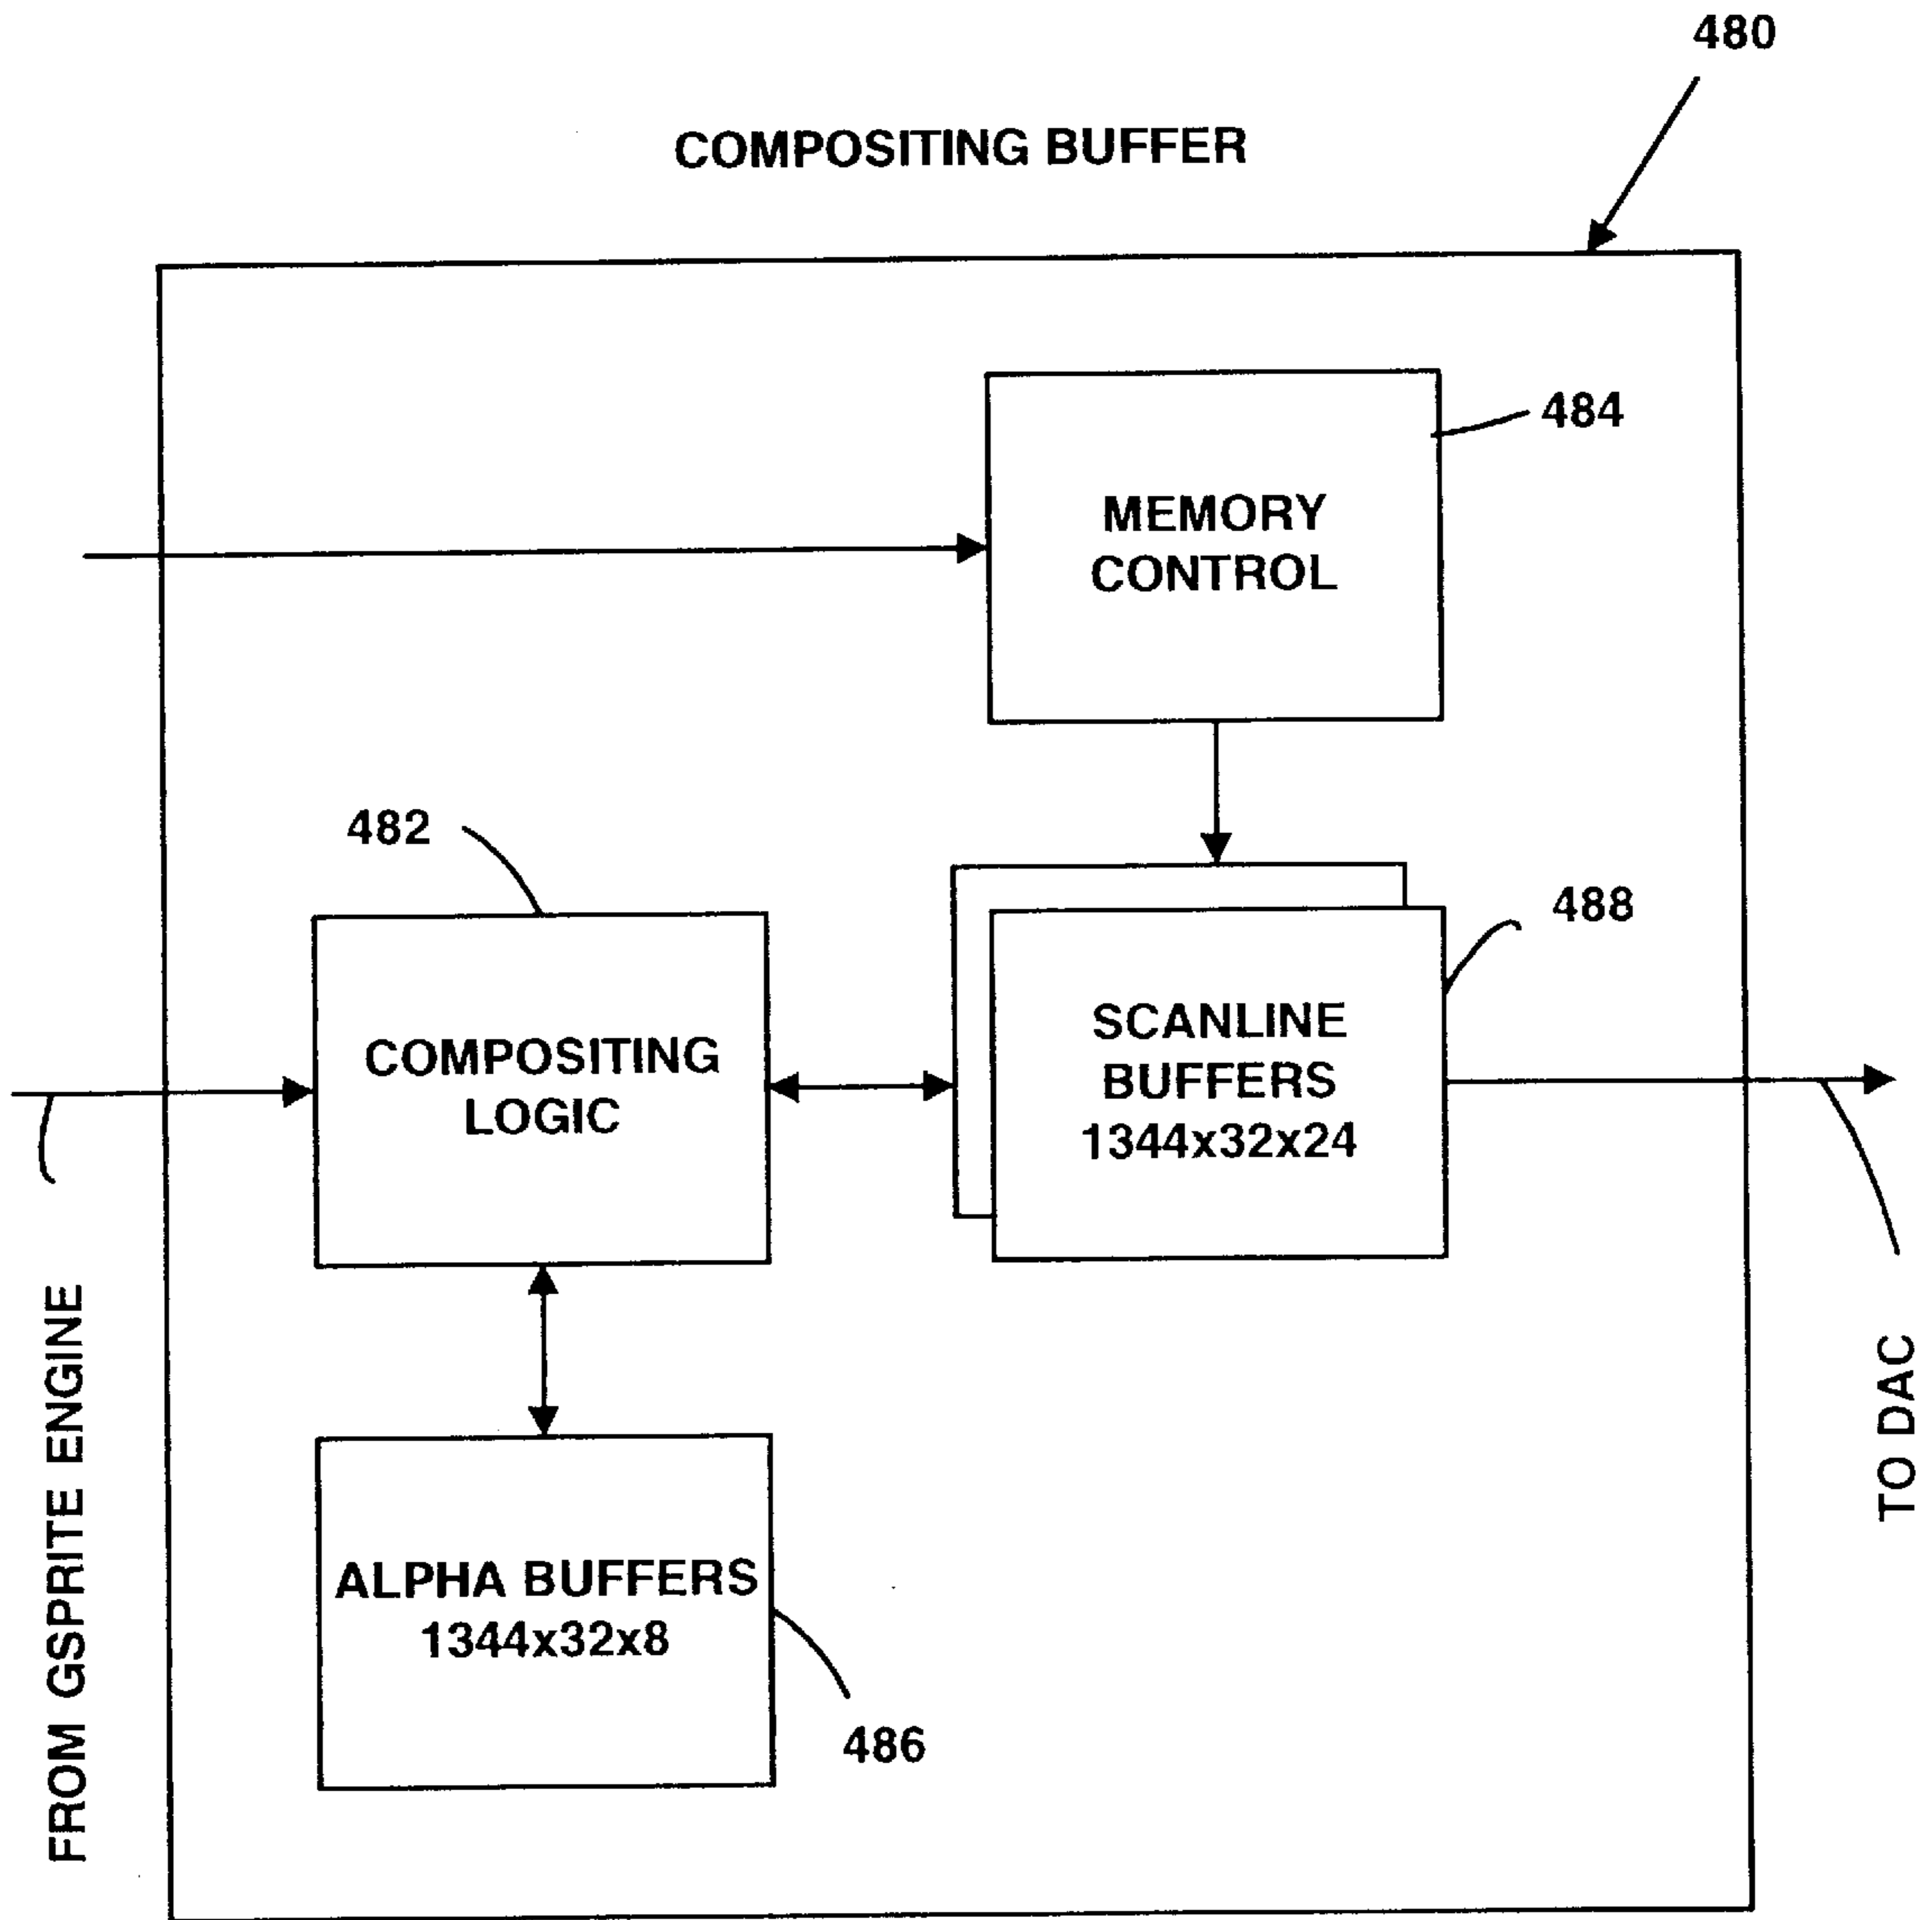 480
COMPOSITING BUFFER
484
MEMORY
CONTROL
482
488
COMPOSITING
LOGIC
SCANLINE
BUFFERS
1344x32x24
FROM GSPRITE ENGINE
TO DAC
ALPHA BUFFERS
1344x32x8
486